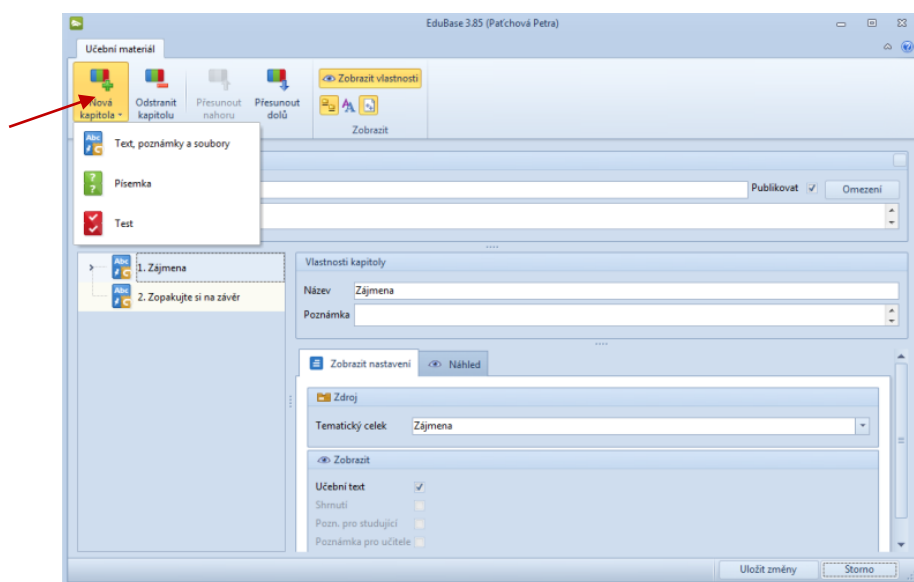 EduBase 3.85 (Paťchová Petra)
Učební materiál
Nová kapitola
Odstranit kapitolu
Přesunout nahoru
Přesunout dolů
Zobrazit vlastnosti
Zobrazit
Text, poznámky a soubory
Písemka
Test
Publikovat
Omezení
1. Zájmena
2. Zopakujte si na závěr
Vlastnosti kapitoly
Název Zájmena
Poznámka
Zobrazit nastavení
Náhled
Zdroj
Tematický celek Zájmena
Zobrazit
Učební text
Shrnutí
Pozn. pro studující
Poznámka pro učitele
Uložit změny
Storno